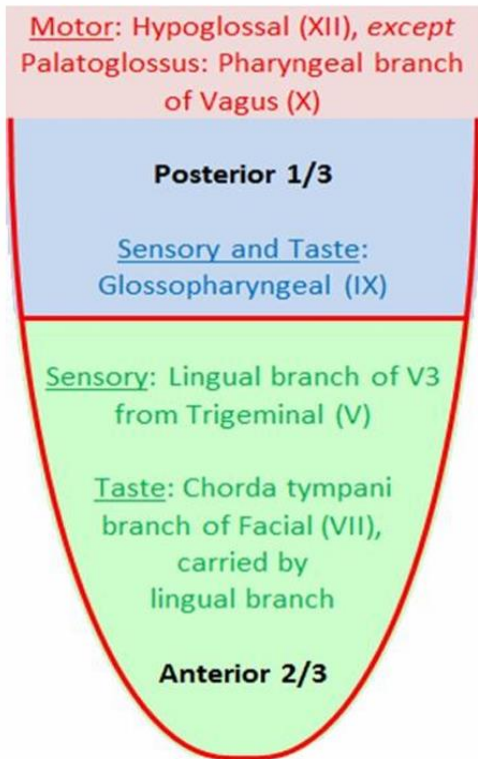 Motor: Hypoglossal (XII), except
Palatoglossus: Pharyngeal branch
of Vagus (X)
Posterior 1/3
Sensory and Taste:
Glossopharyngeal (IX)
Sensory: Lingual branch of V3
from Trigeminal (V)
Taste: Chorda tympani
branch of Facial (VII),
carried by
lingual branch
Anterior 2/3